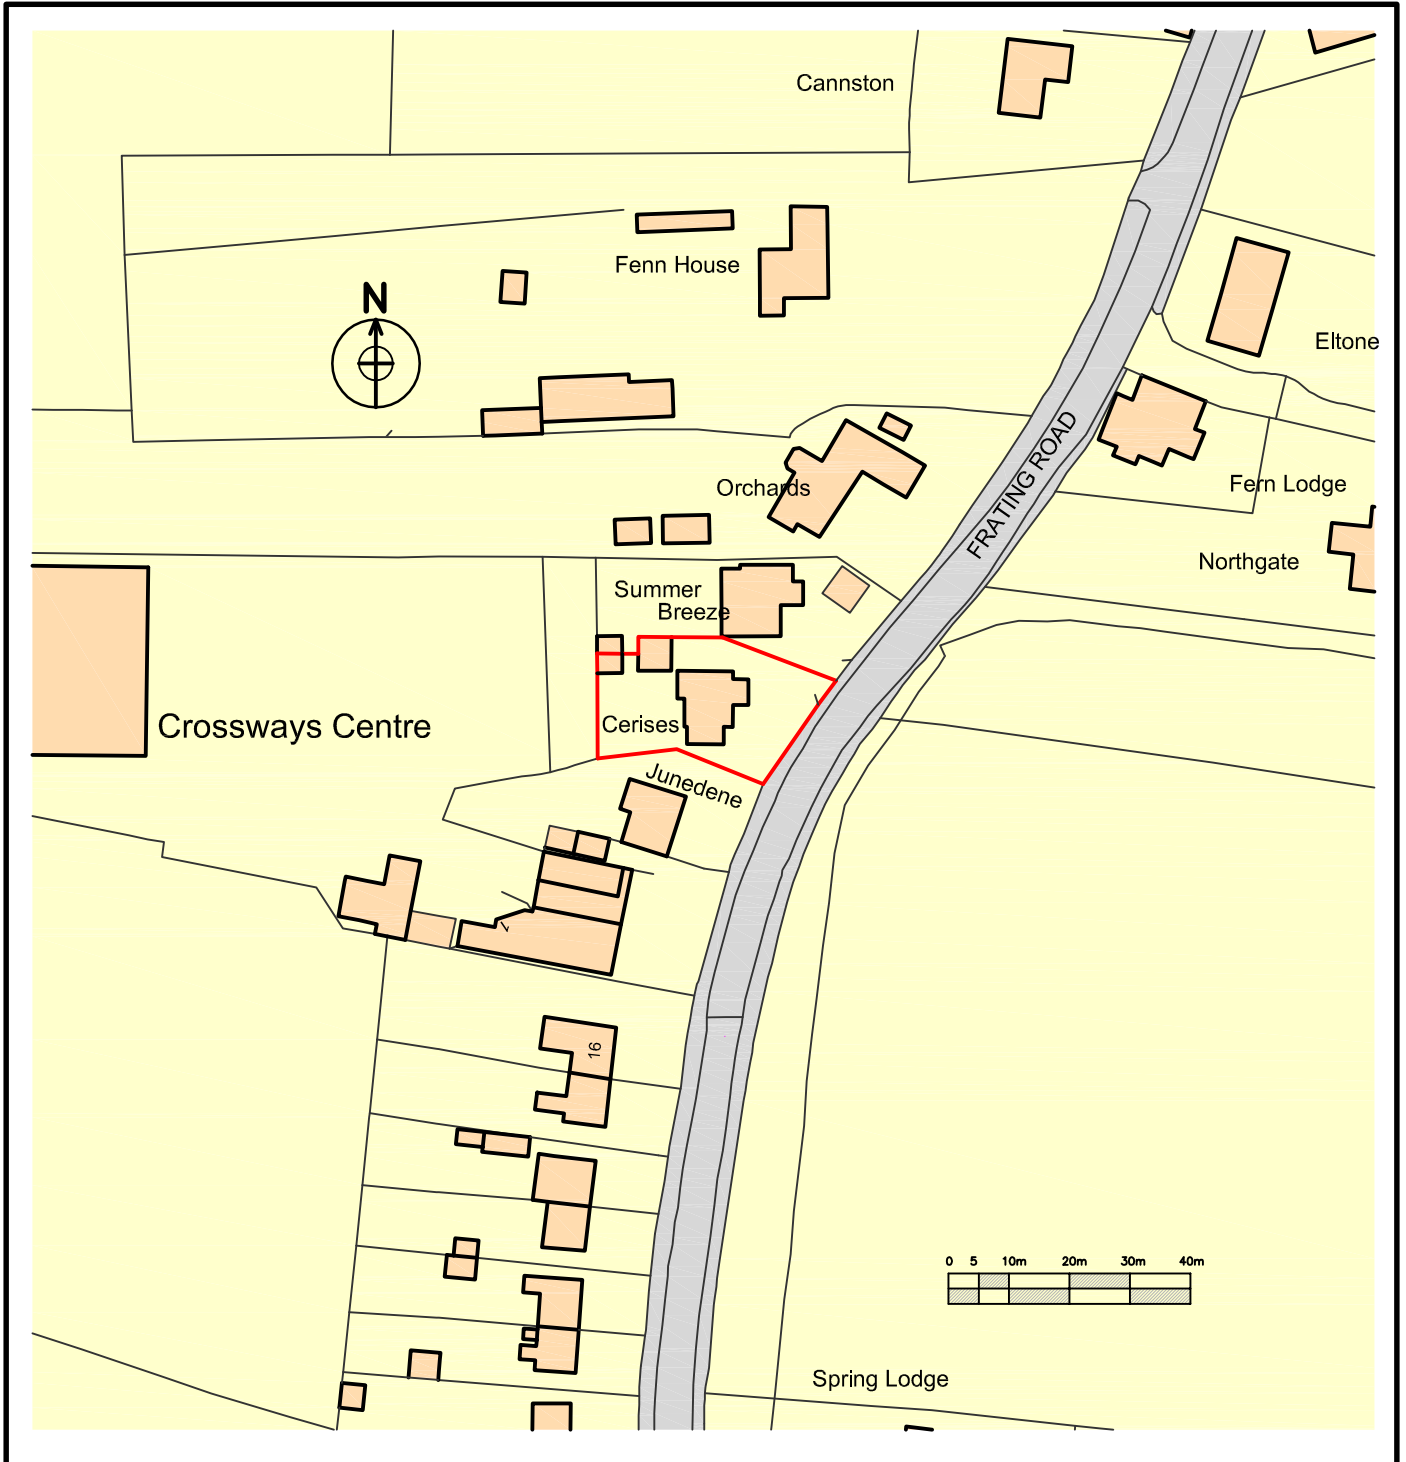 Cannston
Fenn House
N
Eltone
FRATING ROAD
Orchards
Fern Lodge
Northgate
Summer
Breeze
Crossways Centre
Cerises
Junedene
16
0 5 10m 20m 30m 40m
Spring Lodge